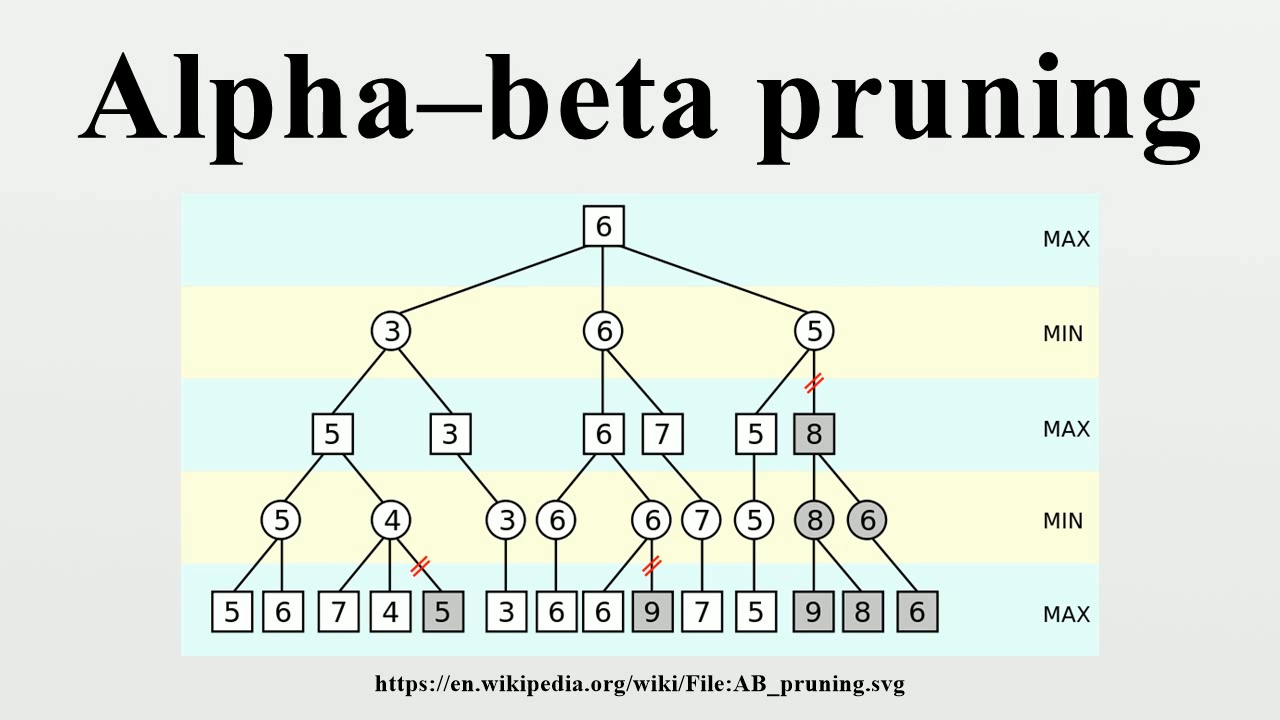 Alpha–beta pruning
6 MAX
3 6 5 MIN
5 3 6 7 5 8 MAX
5 4 3 6 6 7 5 8 6 MIN
5 6 7 4 5 3 6 6 9 7 5 9 8 6 MAX
https://en.wikipedia.org/wiki/File:AB_pruning.svg